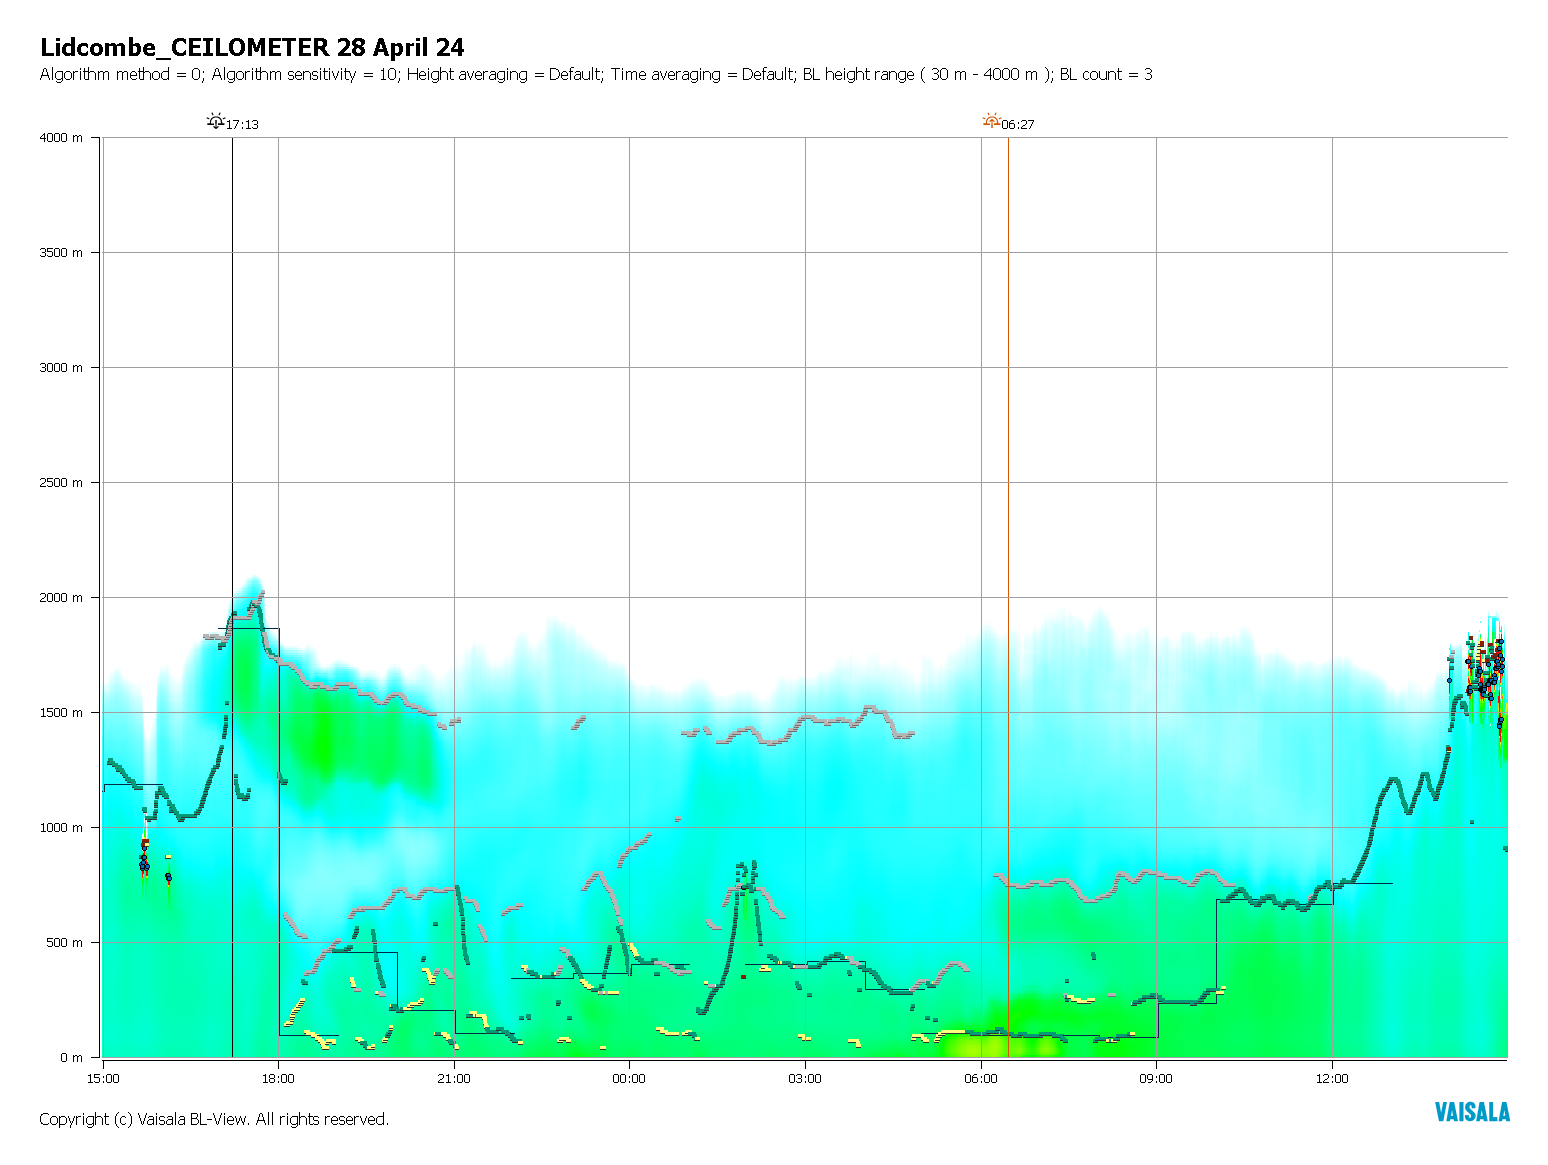 Lidcombe_CEILOMETER 28 April 24
Algorithm method = 0; Algorithm sensitivity = 10; Height averaging = Default; Time averaging = Default; BL height range ( 30 m - 4000 m ); BL count = 3
17:13
06:27
4000 m
3500 m
3000 m
2500 m
2000 m
1500 m
1000 m
500 m
0 m
15:00 18:00 21:00 00:00 03:00 06:00 09:00 12:00
Copyright (c) Vaisala BL-View. All rights reserved.
VAISALA